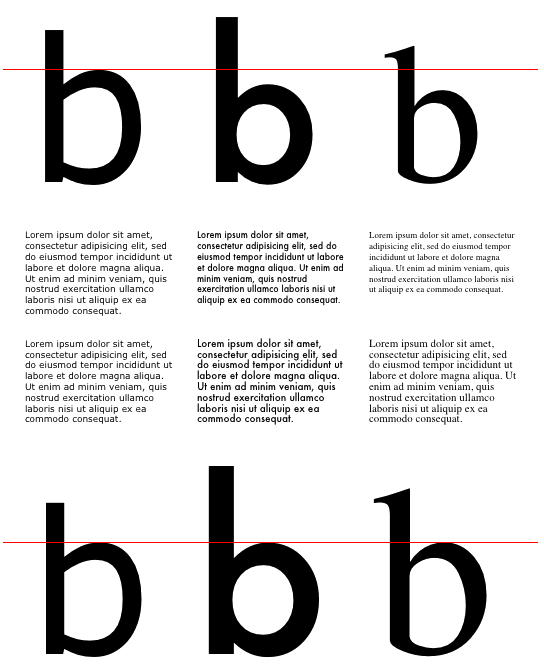 b b b
Lorem ipsum dolor sit amet,
consectetur adipisicing elit, sed
do eiusmod tempor incididunt ut
labore et dolore magna aliqua.
Ut enim ad minim veniam, quis
nostrud exercitation ullamco
laboris nisi ut aliquip ex ea
commodo consequat.
Lorem ipsum dolor sit amet,
consectetur adipisicing elit, sed do
eiusmod tempor incididunt ut labore
et dolore magna aliqua. Ut enim ad
minim veniam, quis nostrud
exercitation ullamco laboris nisi ut
aliquip ex ea commodo consequat.
Lorem ipsum dolor sit amet, consectetur
adipisicing elit, sed do eiusmod tempor
incididunt ut labore et dolore magna
aliqua. Ut enim ad minim veniam, quis
nostrud exercitation ullamco laboris nisi
ut aliquip ex ea commodo consequat.
Lorem ipsum dolor sit amet,
consectetur adipisicing elit, sed
do eiusmod tempor incididunt ut
labore et dolore magna aliqua.
Ut enim ad minim veniam, quis
nostrud exercitation ullamco
laboris nisi ut aliquip ex ea
commodo consequat.
Lorem ipsum dolor sit amet,
consectetur adipisicing elit, sed
do eiusmod tempor incididunt ut
labore et dolore magna aliqua.
Ut enim ad minim veniam, quis
nostrud exercitation ullamco
laboris nisi ut aliquip ex ea
commodo consequat.
Lorem ipsum dolor sit amet,
consectetur adipisicing elit, sed
do eiusmod tempor incididunt ut
labore et dolore magna aliqua. Ut
enim ad minim veniam, quis
nostrud exercitation ullamco
laboris nisi ut aliquip ex ea
commodo consequat.
b b b